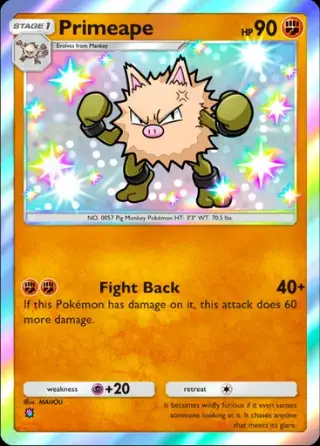 STAGE 1
Primeape
HP 90
Evolves from Mankey
NO. 0057 Pig Monkey Pokémon HT: 3'3" WT: 70.5 lbs.
Fight Back 40+
If this Pokémon has damage on it, this attack does 60
more damage.
weakness +20
retreat
Illus. MAHOU
It becomes wildly furious if it even senses
someone looking at it. It chases anyone
that meets its glare.